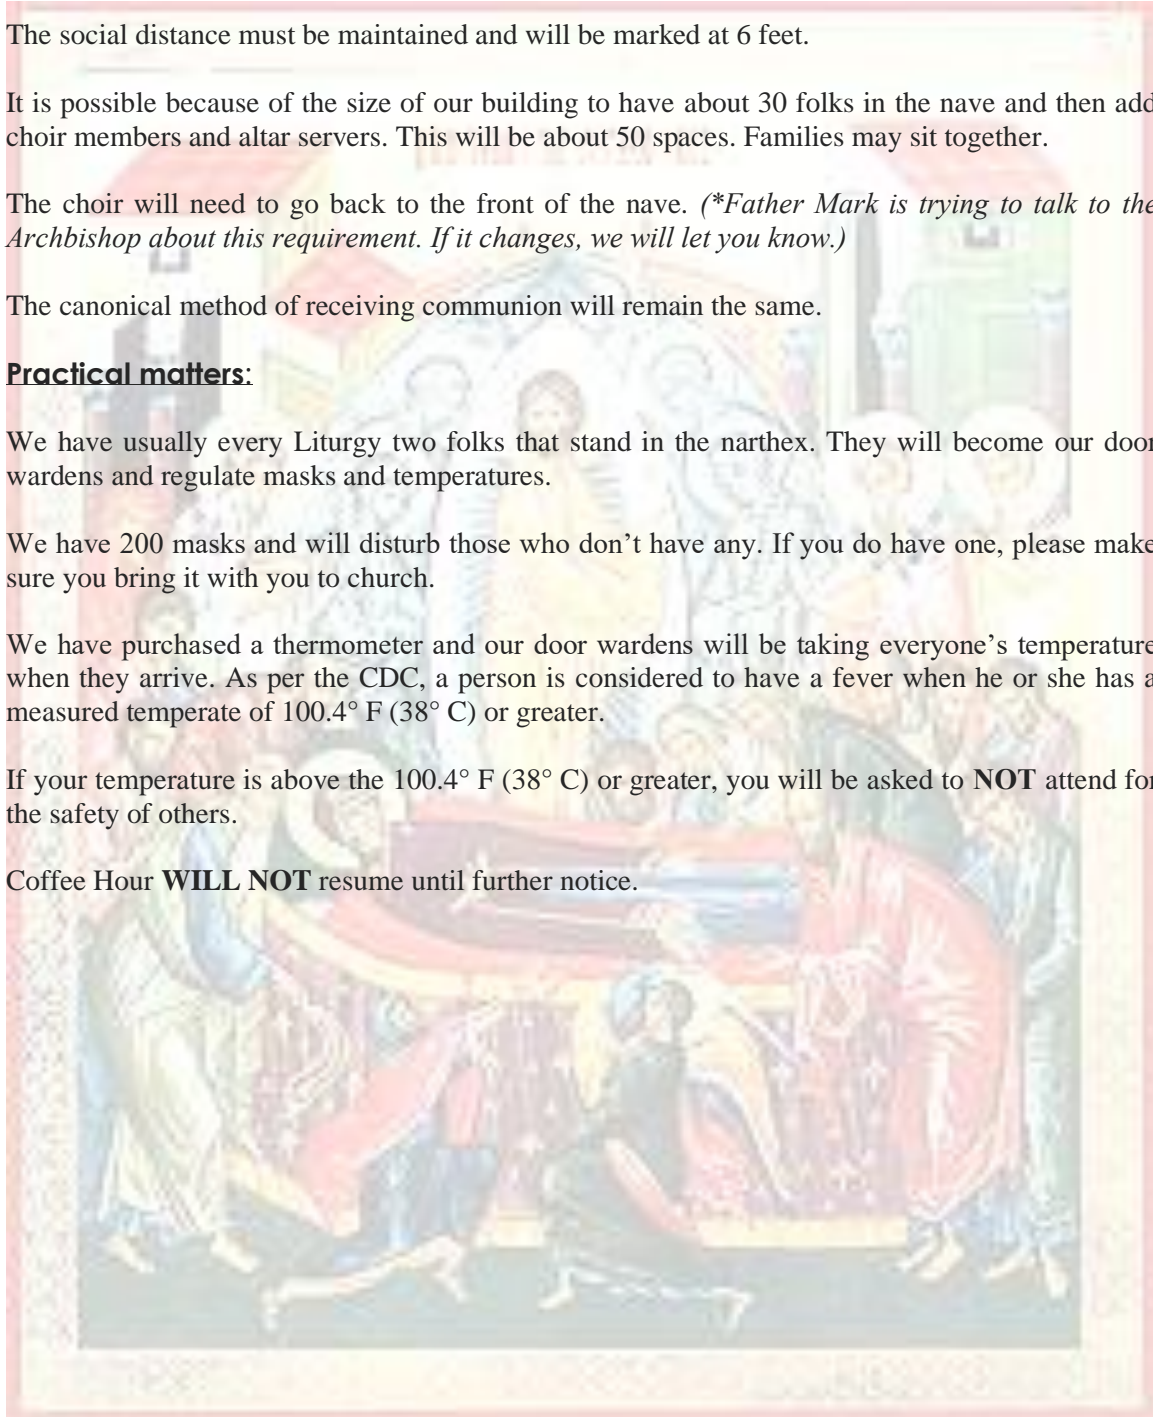 The social distance must be maintained and will be marked at 6 feet.
It is possible because of the size of our building to have about 30 folks in the nave and then add
choir members and altar servers. This will be about 50 spaces. Families may sit together.
The choir will need to go back to the front of the nave. (*Father Mark is trying to talk to the
Archbishop about this requirement. If it changes, we will let you know.)
The canonical method of receiving communion will remain the same.
Practical matters:
We have usually every Liturgy two folks that stand in the narthex. They will become our door
wardens and regulate masks and temperatures.
We have 200 masks and will disturb those who don’t have any. If you do have one, please make
sure you bring it with you to church.
We have purchased a thermometer and our door wardens will be taking everyone’s temperature
when they arrive. As per the CDC, a person is considered to have a fever when he or she has a
measured temperate of 100.4° F (38° C) or greater.
If your temperature is above the 100.4° F (38° C) or greater, you will be asked to NOT attend for
the safety of others.
Coffee Hour WILL NOT resume until further notice.